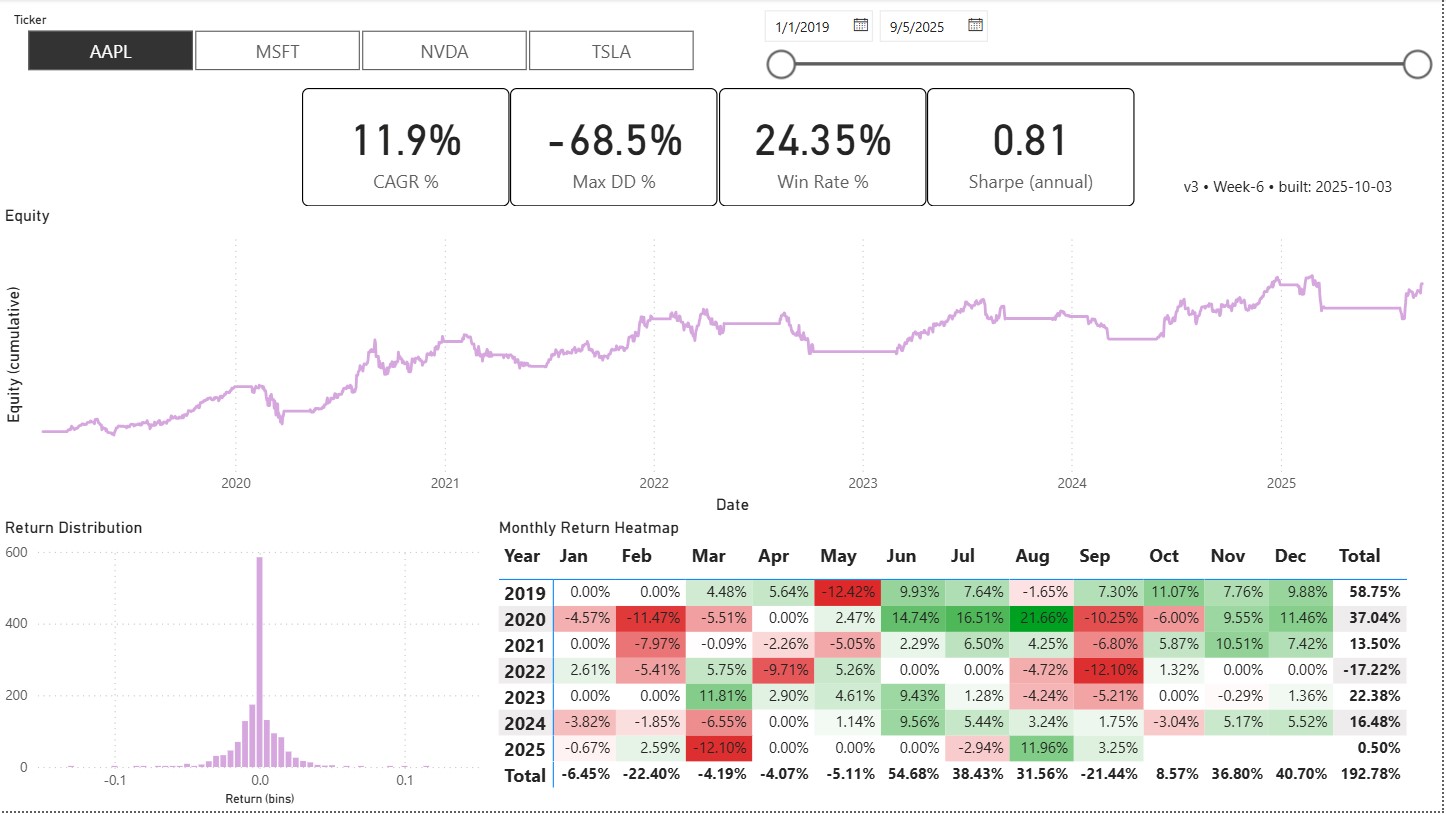 Ticker
AAPL MSFT NVDA TSLA
1/1/2019 9/5/2025
11.9% -68.5% 24.35% 0.81
CAGR % Max DD % Win Rate % Sharpe (annual)
v3 • Week-6 • built: 2025-10-03
Equity
Equity (cumulative)
2020 2021 2022 2023 2024 2025
Date
Return Distribution
600
400
200
0
-0.1 0.0 0.1
Return (bins)
Monthly Return Heatmap
Year Jan Feb Mar Apr May Jun Jul Aug Sep Oct Nov Dec Total
2019 0.00% 0.00% 4.48% 5.64% -12.42% 9.93% 7.64% -1.65% 7.30% 11.07% 7.76% 9.88% 58.75%
2020 -4.57% -11.47% -5.51% 0.00% 2.47% 14.74% 16.51% 21.66% -10.25% -6.00% 9.55% 11.46% 37.04%
2021 0.00% -7.97% -0.09% -2.26% -5.05% 2.29% 6.50% 4.25% -6.80% 5.87% 10.51% 7.42% 13.50%
2022 2.61% -5.41% 5.75% -9.71% 5.26% 0.00% 0.00% -4.72% -12.10% 1.32% 0.00% 0.00% -17.22%
2023 0.00% 0.00% 11.81% 2.90% 4.61% 9.43% 1.28% -4.24% -5.21% 0.00% -0.29% 1.36% 22.38%
2024 -3.82% -1.85% -6.55% 0.00% 1.14% 9.56% 5.44% 3.24% 1.75% -3.04% 5.17% 5.52% 16.48%
2025 -0.67% 2.59% -12.10% 0.00% 0.00% 0.00% -2.94% 11.96% 3.25% 0.50%
Total -6.45% -22.40% -4.19% -4.07% -5.11% 54.68% 38.43% 31.56% -21.44% 8.57% 36.80% 40.70% 192.78%